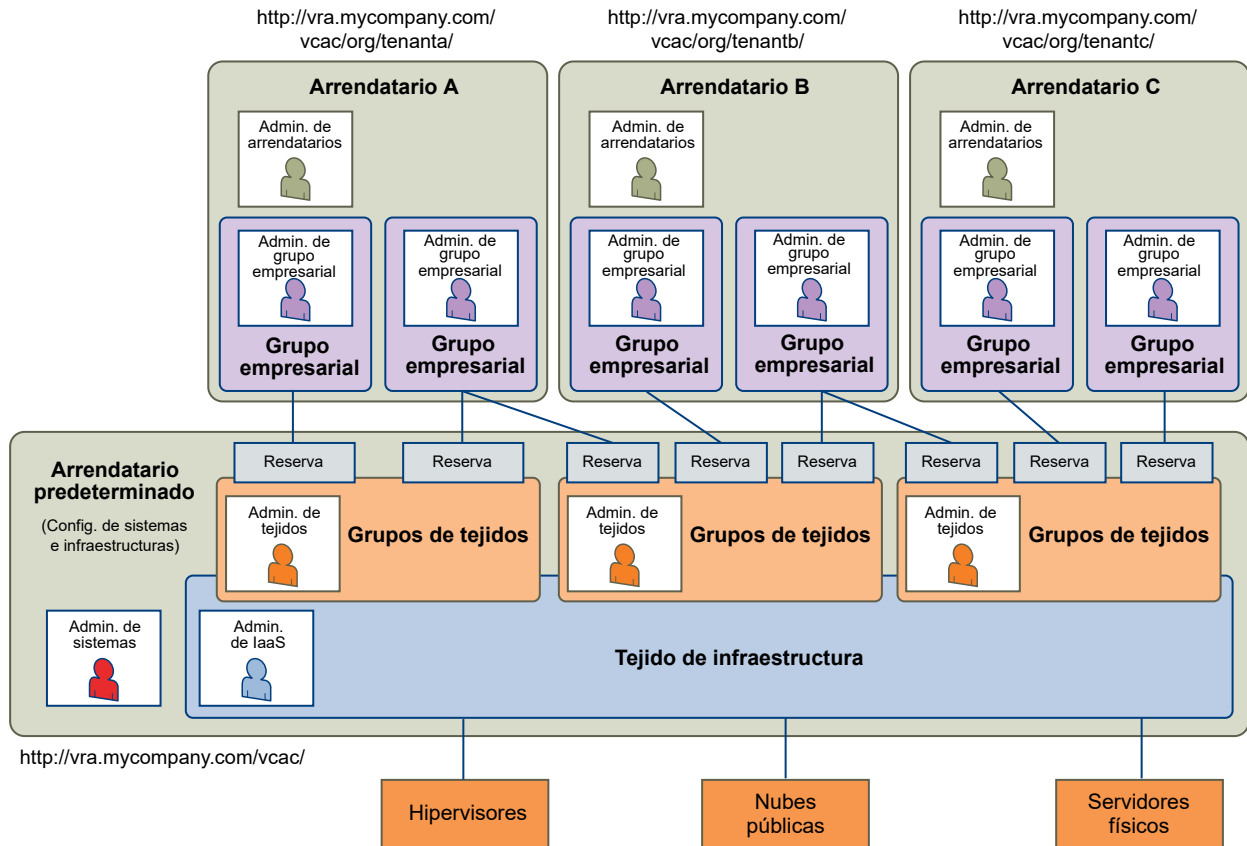 http://vra.mycompany.com/
vcac/org/tenanta/
http://vra.mycompany.com/
vcac/org/tenantb/
http://vra.mycompany.com/
vcac/org/tenantc/
Arrendatario A
Arrendatario B
Arrendatario C
Admin. de
arrendatarios
Admin. de
arrendatarios
Admin. de
arrendatarios
Admin. de
grupo
empresarial
Admin. de
grupo
empresarial
Admin. de
grupo
empresarial
Admin. de
grupo
empresarial
Admin. de
grupo
empresarial
Admin. de
grupo
empresarial
Grupo
empresarial
Grupo
empresarial
Grupo
empresarial
Grupo
empresarial
Grupo
empresarial
Grupo
empresarial
Arrendatario
predeterminado
(Config. de sistemas
e infraestructuras)
Reserva
Reserva
Reserva
Reserva
Reserva
Reserva
Reserva
Reserva
Admin. de
tejidos
Grupos de tejidos
Admin. de
tejidos
Grupos de tejidos
Admin. de
tejidos
Grupos de tejidos
Admin. de
sistemas
Admin.
de IaaS
Tejido de infraestructura
http://vra.mycompany.com/vcac/
Hipervisores
Nubes
públicas
Servidores
físicos